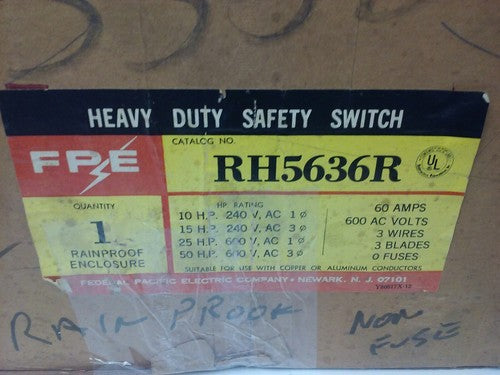 HEAVY DUTY SAFETY SWITCH
FPE
CATALOG NO.
RH5636R
UL
QUANTITY
1
RAINPROOF
ENCLOSURE
HP RATING
10 H.P. 240 V, AC 1ø
15 H.P. 240 V, AC 3ø
25 H.P. 600 V, AC 1ø
50 H.P. 600 V, AC 3ø
60 AMPS
600 AC VOLTS
3 WIRES
3 BLADES
0 FUSES
SUITABLE FOR USE WITH COPPER OR ALUMINUM CONDUCTORS
FEDERAL PACIFIC ELECTRIC COMPANY • NEWARK, N. J. 07101
RAIN PROOF
NON
FUSE